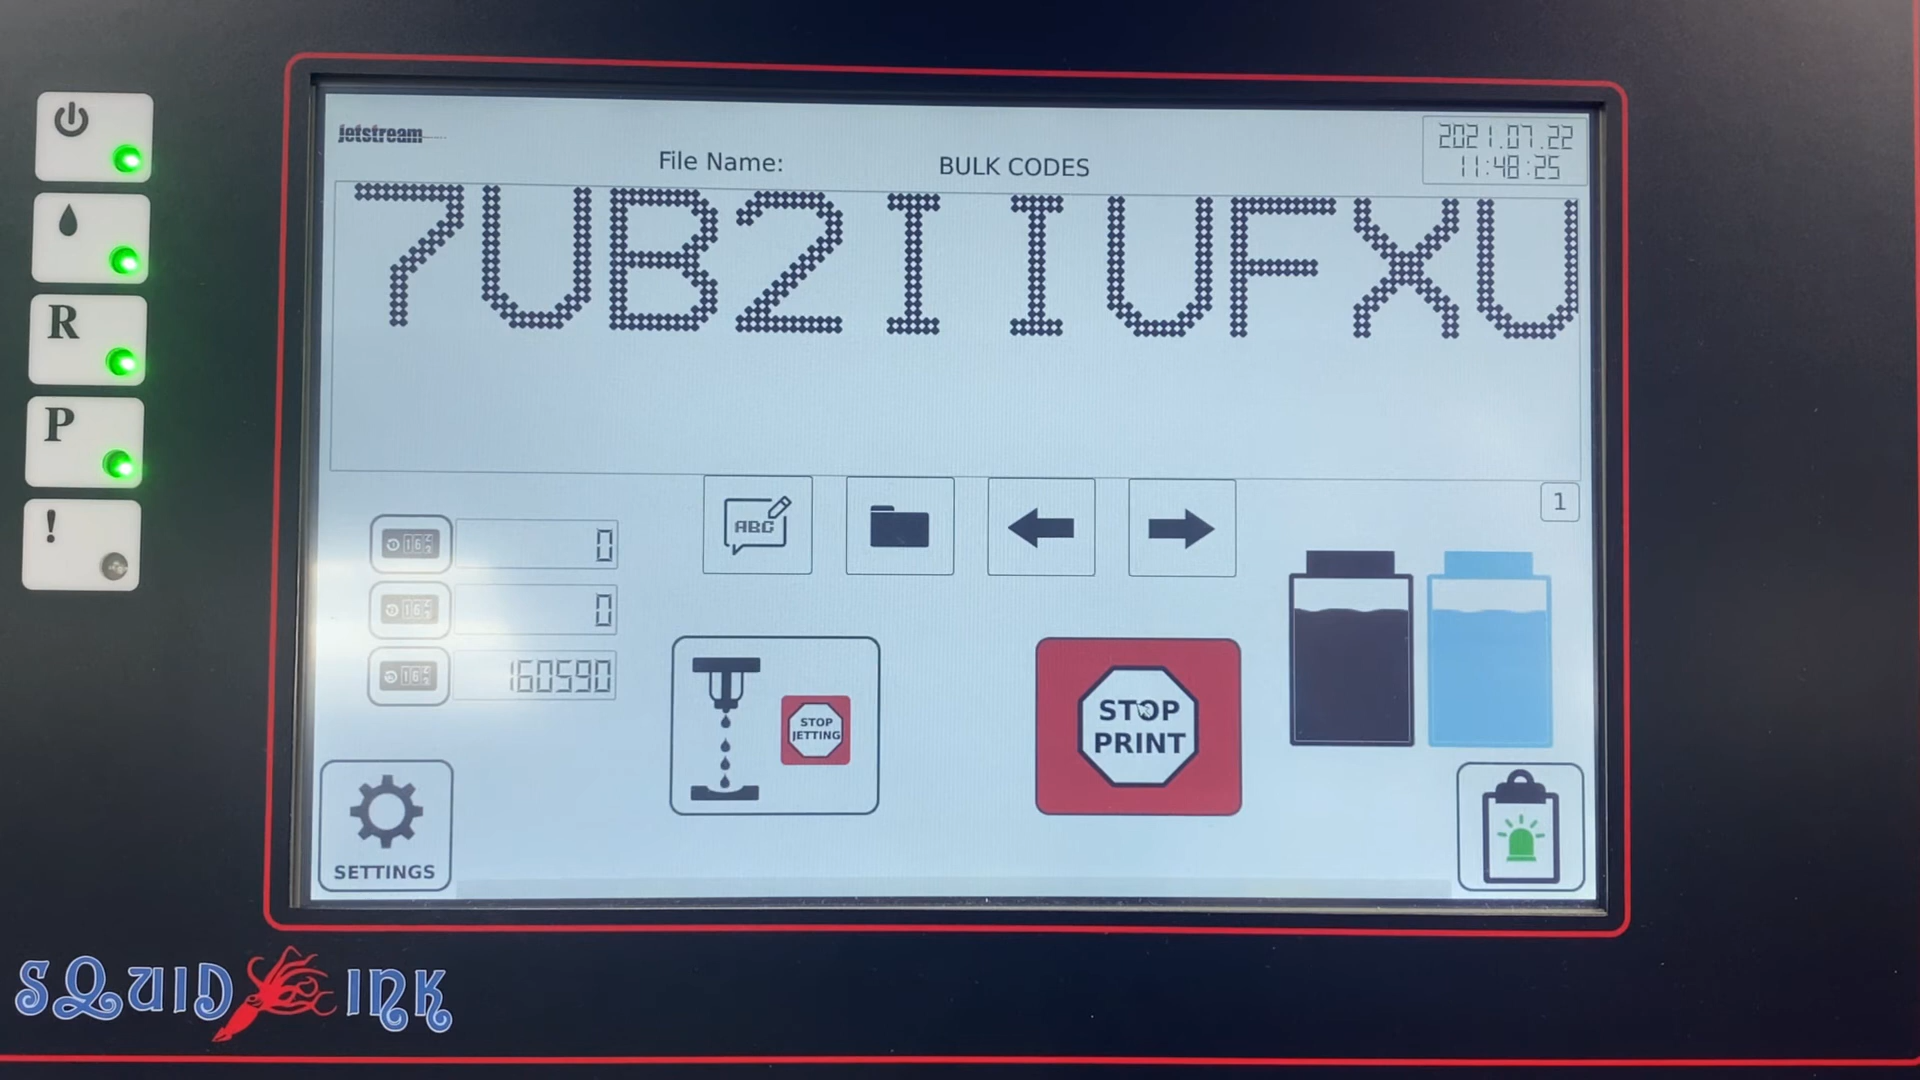 jetstream
File Name: BULK CODES
2021.07.22
11:48:25
7UB2IIUFXU
R
P
!
ABC
1
0
0
160590
STOP
JETTING
STOP
PRINT
SETTINGS
SQUID INK